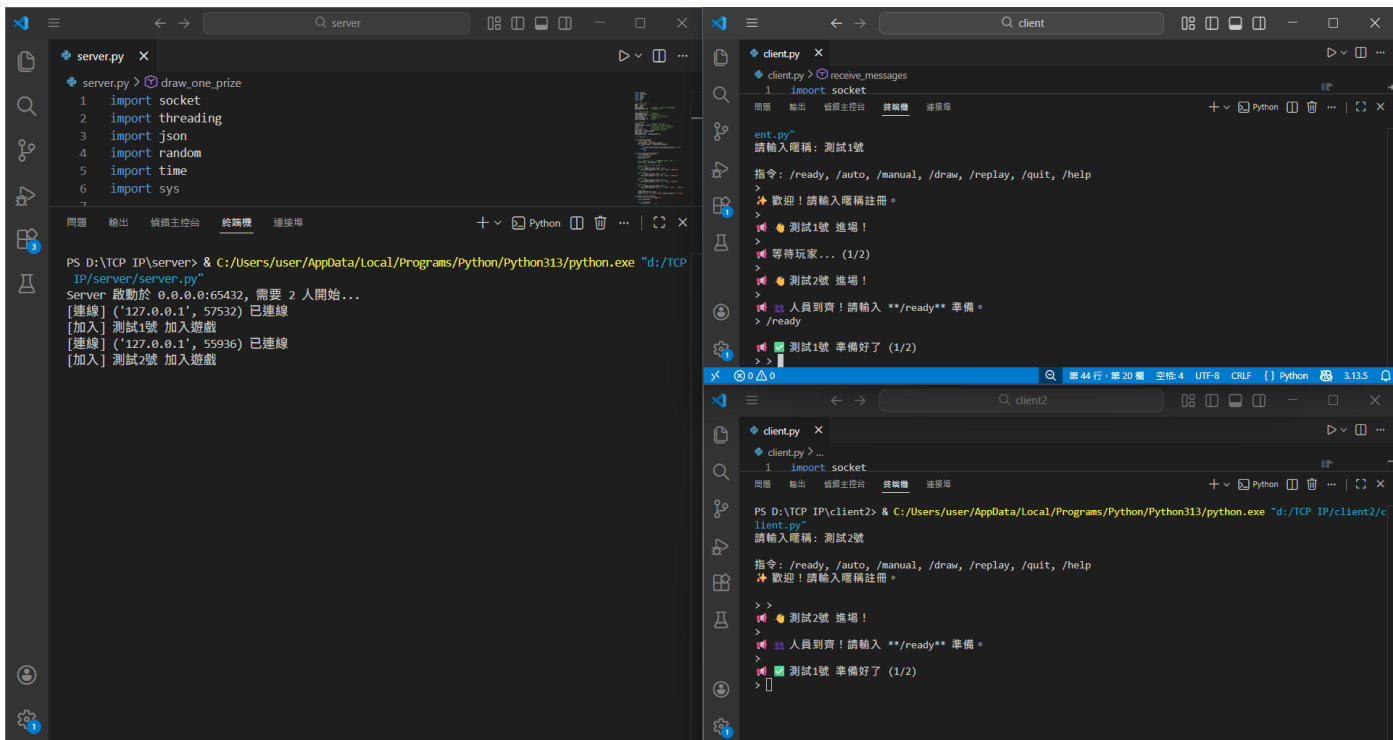 server
server.py
server.py > draw_one_prize
1 import socket
2 import threading
3 import json
4 import random
5 import time
6 import sys
7
問題 輸出 偵錯主控台 終端機 連接埠
Python
PS D:\TCP IP\server> & C:/Users/user/AppData/Local/Programs/Python/Python313/python.exe "d:/TCP
IP/server/server.py"
Server 啟動於 0.0.0.0:65432, 需要 2 人開始...
[連線] ('127.0.0.1', 57532) 已連線
[加入] 測試1號 加入遊戲
[連線] ('127.0.0.1', 55936) 已連線
[加入] 測試2號 加入遊戲
3
1
client
client.py
client.py > receive_messages
1 import socket
問題 輸出 偵錯主控台 終端機 連接埠
Python
ent.py"
請輸入暱稱: 測試1號
指令: /ready, /auto, /manual, /draw, /replay, /quit, /help
>
✨ 歡迎！請輸入暱稱註冊。
>
📢 👋 測試1號 進場！
>
📢 等待玩家... (1/2)
>
📢 👋 測試2號 進場！
>
📢 👥 人員到齊！請輸入 **/ready** 準備。
> /ready
📢 ✅ 測試1號 準備好了 (1/2)
> >
1
1
0 0 第 44 行，第 20 欄 空格: 4 UTF-8 CRLF { } Python 3.13.5
client2
client.py
client.py > ...
1 import socket
問題 輸出 偵錯主控台 終端機 連接埠
Python
PS D:\TCP IP\client2> & C:/Users/user/AppData/Local/Programs/Python/Python313/python.exe "d:/TCP IP/client2/c
lient.py"
請輸入暱稱: 測試2號
指令: /ready, /auto, /manual, /draw, /replay, /quit, /help
✨ 歡迎！請輸入暱稱註冊。
> >
📢 👋 測試2號 進場！
>
📢 👥 人員到齊！請輸入 **/ready** 準備。
>
📢 ✅ 測試1號 準備好了 (1/2)
>
1